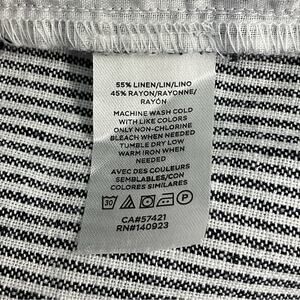 55% LINEN/LIN/LINO
45% RAYON/RAYONNE/
RAYÓN
MACHINE WASH COLD
WITH LIKE COLORS
ONLY NON-CHLORINE
BLEACH WHEN NEEDED
TUMBLE DRY LOW
WARM IRON WHEN
NEEDED
AVEC DES COULEURS
SEMBLABLES/CON
COLORES SIMILARES
30 P
CA#57421
RN#140923